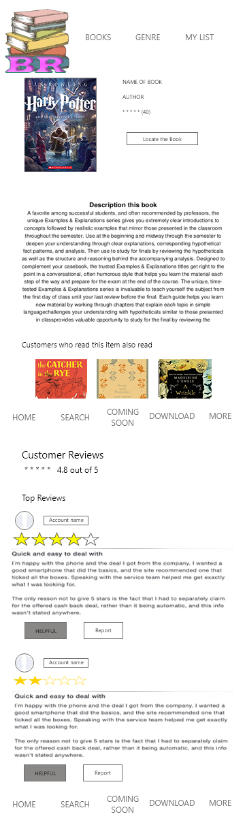 BOOKS GENRE MY LIST
BR
NAME OF BOOK
AUTHOR
* * * * * (40)
Locate the Book
Harry Potter
SCHOLASTIC
Description this book
A favorite among successful students, and often recommended by professors, the
unique Examples & Explanations series gives you extremely clear introductions to
concepts followed by realistic examples that mirror those presented in the classroom
throughout the semester. Use at the beginning and midway through the semester to
deepen your understanding through clear explanations, corresponding hypothetical
fact patterns, and analysis. Then use to study for finals by reviewing the hypotheticals
as well as the structure and reasoning behind the accompanying analysis. Designed to
complement your casebook, the trusted Examples & Explanations titles get right to the
point in a conversational, often humorous style that helps you learn the material each
step of the way and prepare for the exam at the end of the course. The unique, time-
tested Examples & Explanations series is invaluable to teach yourself the subject from
the first day of class until your last review before the final. Each guide helps you learn
new material by working through chapters that explain each topic in simple
languagechallenges your understanding with hypotheticals similar to those presented
in classprovides valuable opportunity to study for the final by reviewing the
Customers who read this Item also read
the CATCHER
in the RYE
A Wrinkle
HOME SEARCH COMING SOON DOWNLOAD MORE
Customer Reviews
* * * * * 4.8 out of 5
Top Reviews
Account name
Quick and easy to deal with
I'm happy with the phone and the deal I got from the company. I wanted a
good smartphone that did the basics, and the site recommended one that
ticked all the boxes. Speaking with the service team helped me get exactly
what I was looking for.
The only reason not to give 5 stars is the fact that I had to separately claim
for the offered cash back deal, rather than it being automatic, and this info
wasn't stated anywhere.
HELPFUL Report
Account name
Quick and easy to deal with
I'm happy with the phone and the deal I got from the company. I wanted a
good smartphone that did the basics, and the site recommended one that
ticked all the boxes. Speaking with the service team helped me get exactly
what I was looking for.
The only reason not to give 5 stars is the fact that I had to separately claim
for the offered cash back deal, rather than it being automatic, and this info
wasn't stated anywhere.
HELPFUL Report
HOME SEARCH COMING SOON DOWNLOAD MORE